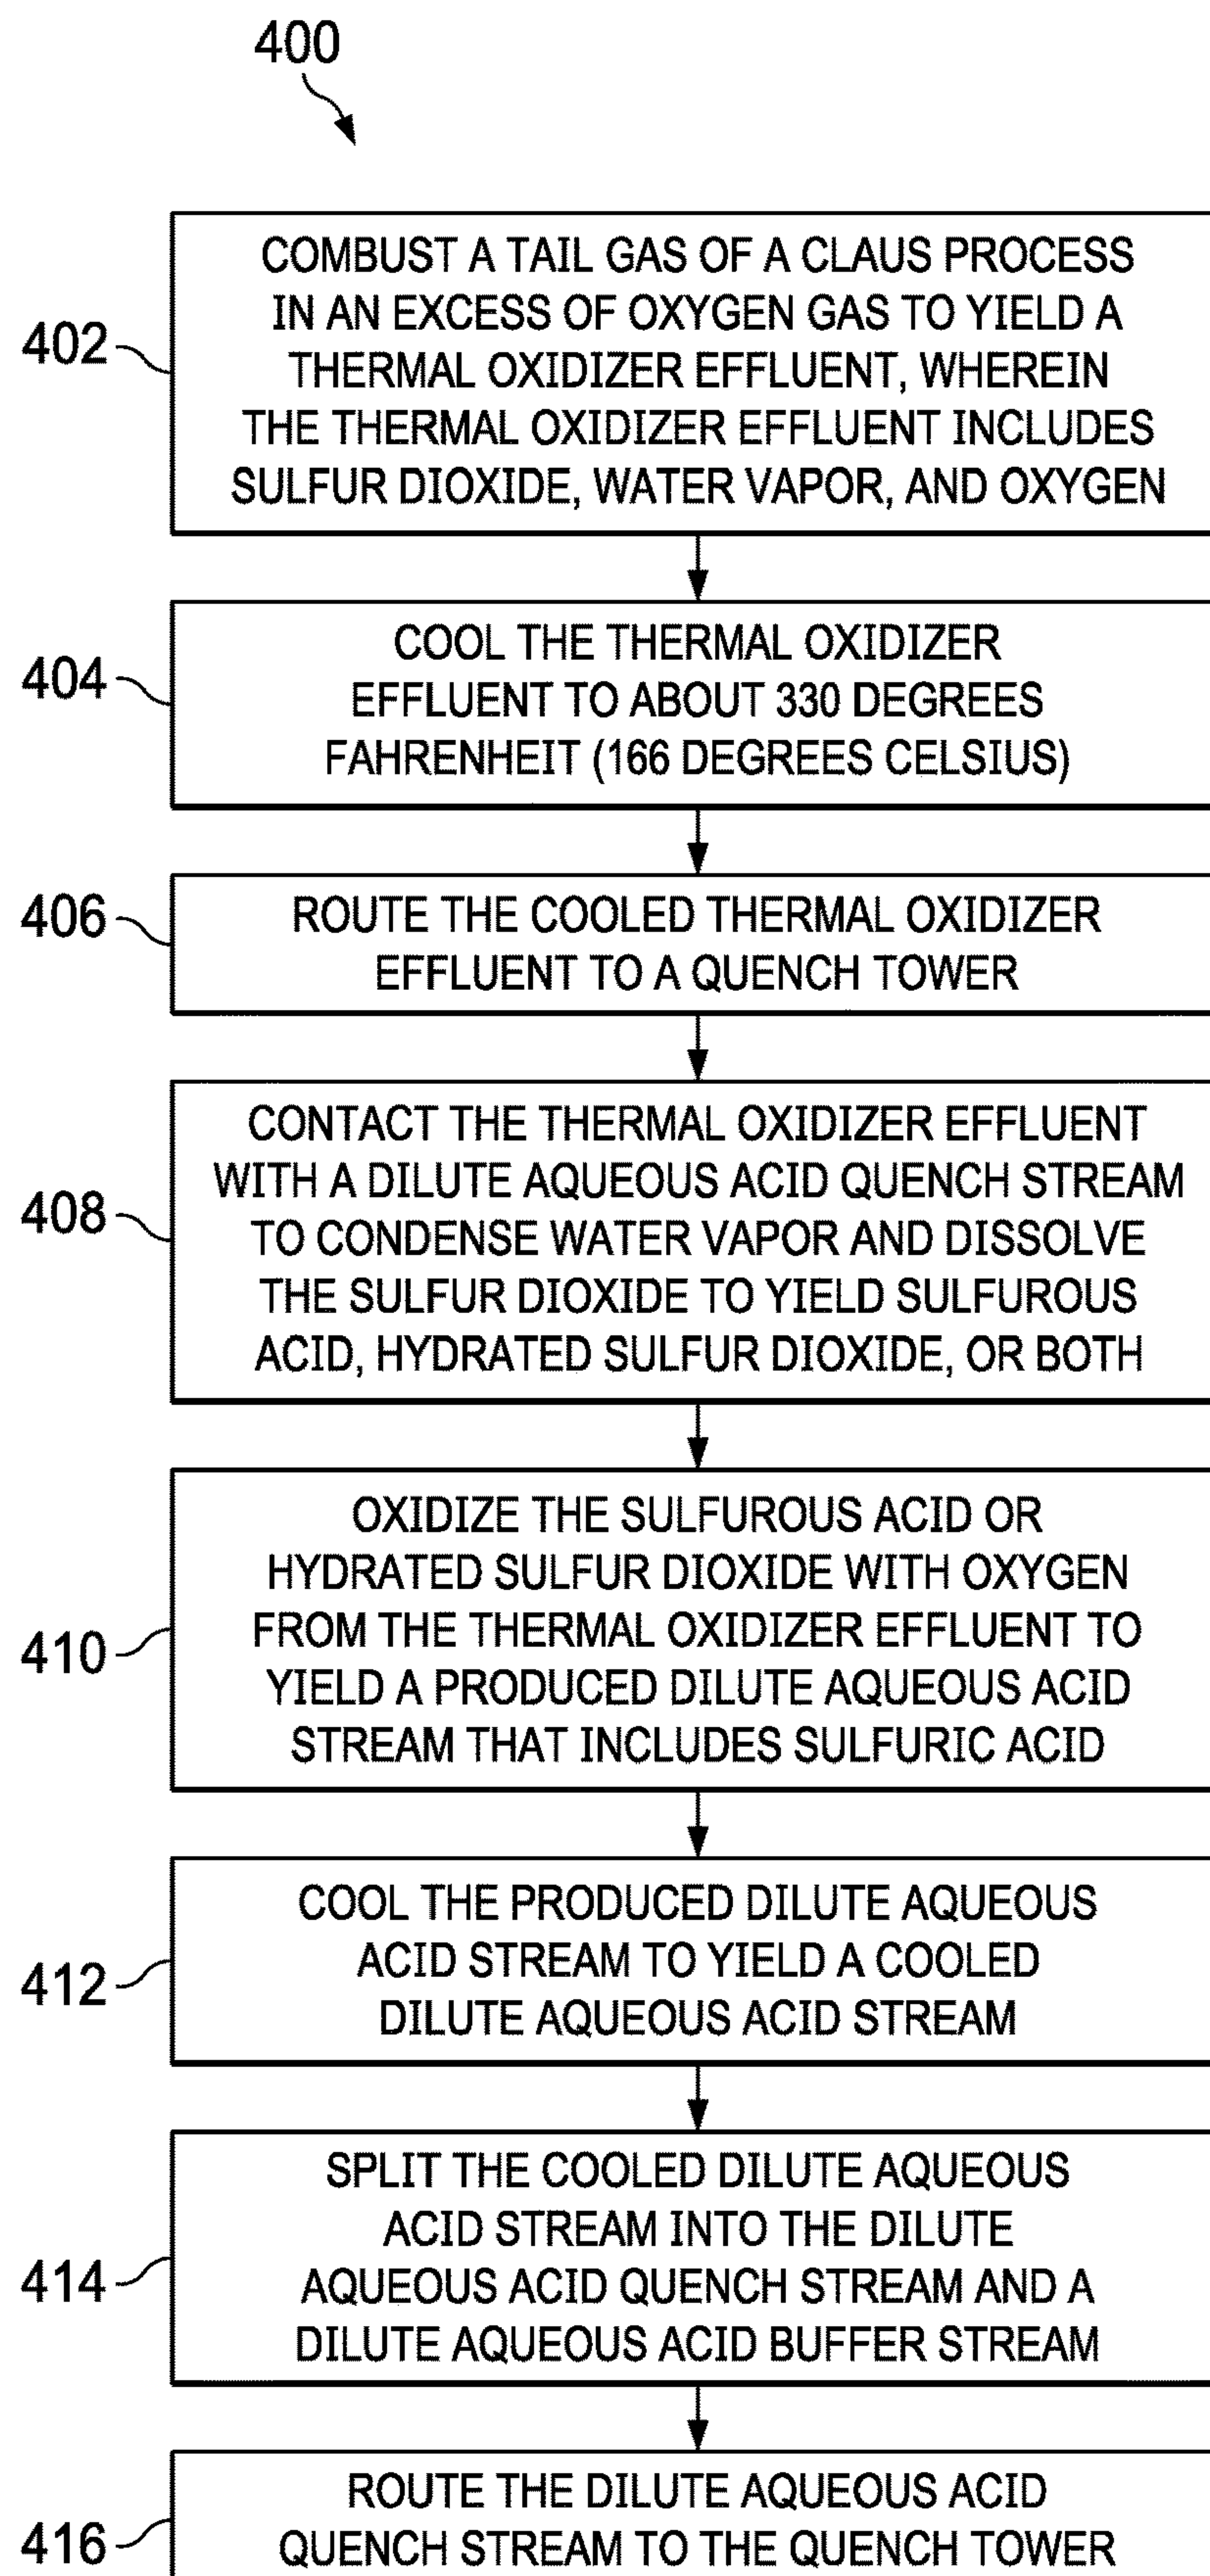 400
402
COMBUST A TAIL GAS OF A CLAUS PROCESS
IN AN EXCESS OF OXYGEN GAS TO YIELD A
THERMAL OXIDIZER EFFLUENT, WHEREIN
THE THERMAL OXIDIZER EFFLUENT INCLUDES
SULFUR DIOXIDE, WATER VAPOR, AND OXYGEN
404
COOL THE THERMAL OXIDIZER
EFFLUENT TO ABOUT 330 DEGREES
FAHRENHEIT (166 DEGREES CELSIUS)
406
ROUTE THE COOLED THERMAL OXIDIZER
EFFLUENT TO A QUENCH TOWER
408
CONTACT THE THERMAL OXIDIZER EFFLUENT
WITH A DILUTE AQUEOUS ACID QUENCH STREAM
TO CONDENSE WATER VAPOR AND DISSOLVE
THE SULFUR DIOXIDE TO YIELD SULFUROUS
ACID, HYDRATED SULFUR DIOXIDE, OR BOTH
410
OXIDIZE THE SULFUROUS ACID OR
HYDRATED SULFUR DIOXIDE WITH OXYGEN
FROM THE THERMAL OXIDIZER EFFLUENT TO
YIELD A PRODUCED DILUTE AQUEOUS ACID
STREAM THAT INCLUDES SULFURIC ACID
412
COOL THE PRODUCED DILUTE AQUEOUS
ACID STREAM TO YIELD A COOLED
DILUTE AQUEOUS ACID STREAM
414
SPLIT THE COOLED DILUTE AQUEOUS
ACID STREAM INTO THE DILUTE
AQUEOUS ACID QUENCH STREAM AND A
DILUTE AQUEOUS ACID BUFFER STREAM
416
ROUTE THE DILUTE AQUEOUS ACID
QUENCH STREAM TO THE QUENCH TOWER